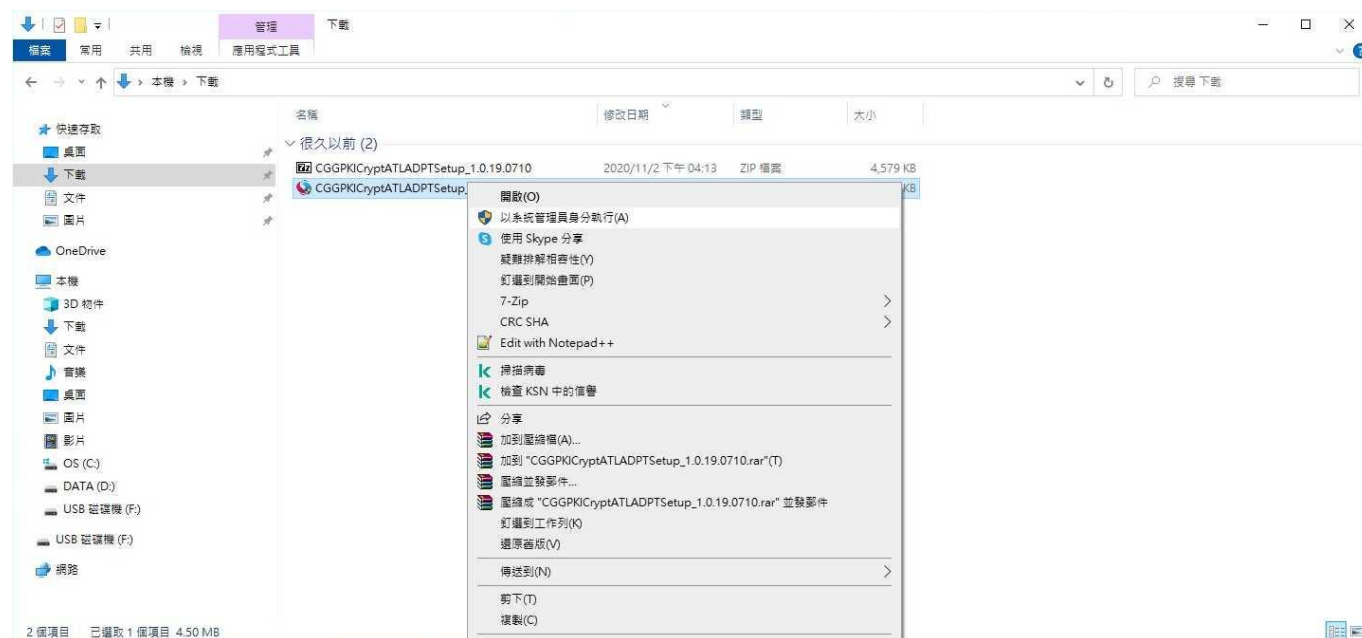 管理
下載
檔案
常用
共用
檢視
應用程式工具
本機 › 下載
搜尋 下載
名稱
修改日期
類型
大小
快速存取
桌面
下載
文件
圖片
OneDrive
本機
3D 物件
下載
文件
音樂
桌面
圖片
影片
OS (C:)
DATA (D:)
USB 磁碟機 (F:)
USB 磁碟機 (F:)
網路
很久以前 (2)
CGGPKICryptATLADPTSetup_1.0.19.0710
2020/11/2 下午 04:13
ZIP 檔案
4,579 KB
CGGPKICryptATLADPTSetup_
KB
開啟(O)
以系統管理員身分執行(A)
使用 Skype 分享
疑難排解相容性(Y)
釘選到開始畫面(P)
7-Zip
CRC SHA
Edit with Notepad++
掃描病毒
檢查 KSN 中的信譽
分享
加到壓縮檔(A)...
加到 "CGGPKICryptATLADPTSetup_1.0.19.0710.rar"(T)
壓縮並發郵件...
壓縮成 "CGGPKICryptATLADPTSetup_1.0.19.0710.rar" 並發郵件
釘選到工作列(K)
還原舊版(V)
傳送到(N)
剪下(T)
複製(C)
2 個項目
已選取 1 個項目 4.50 MB